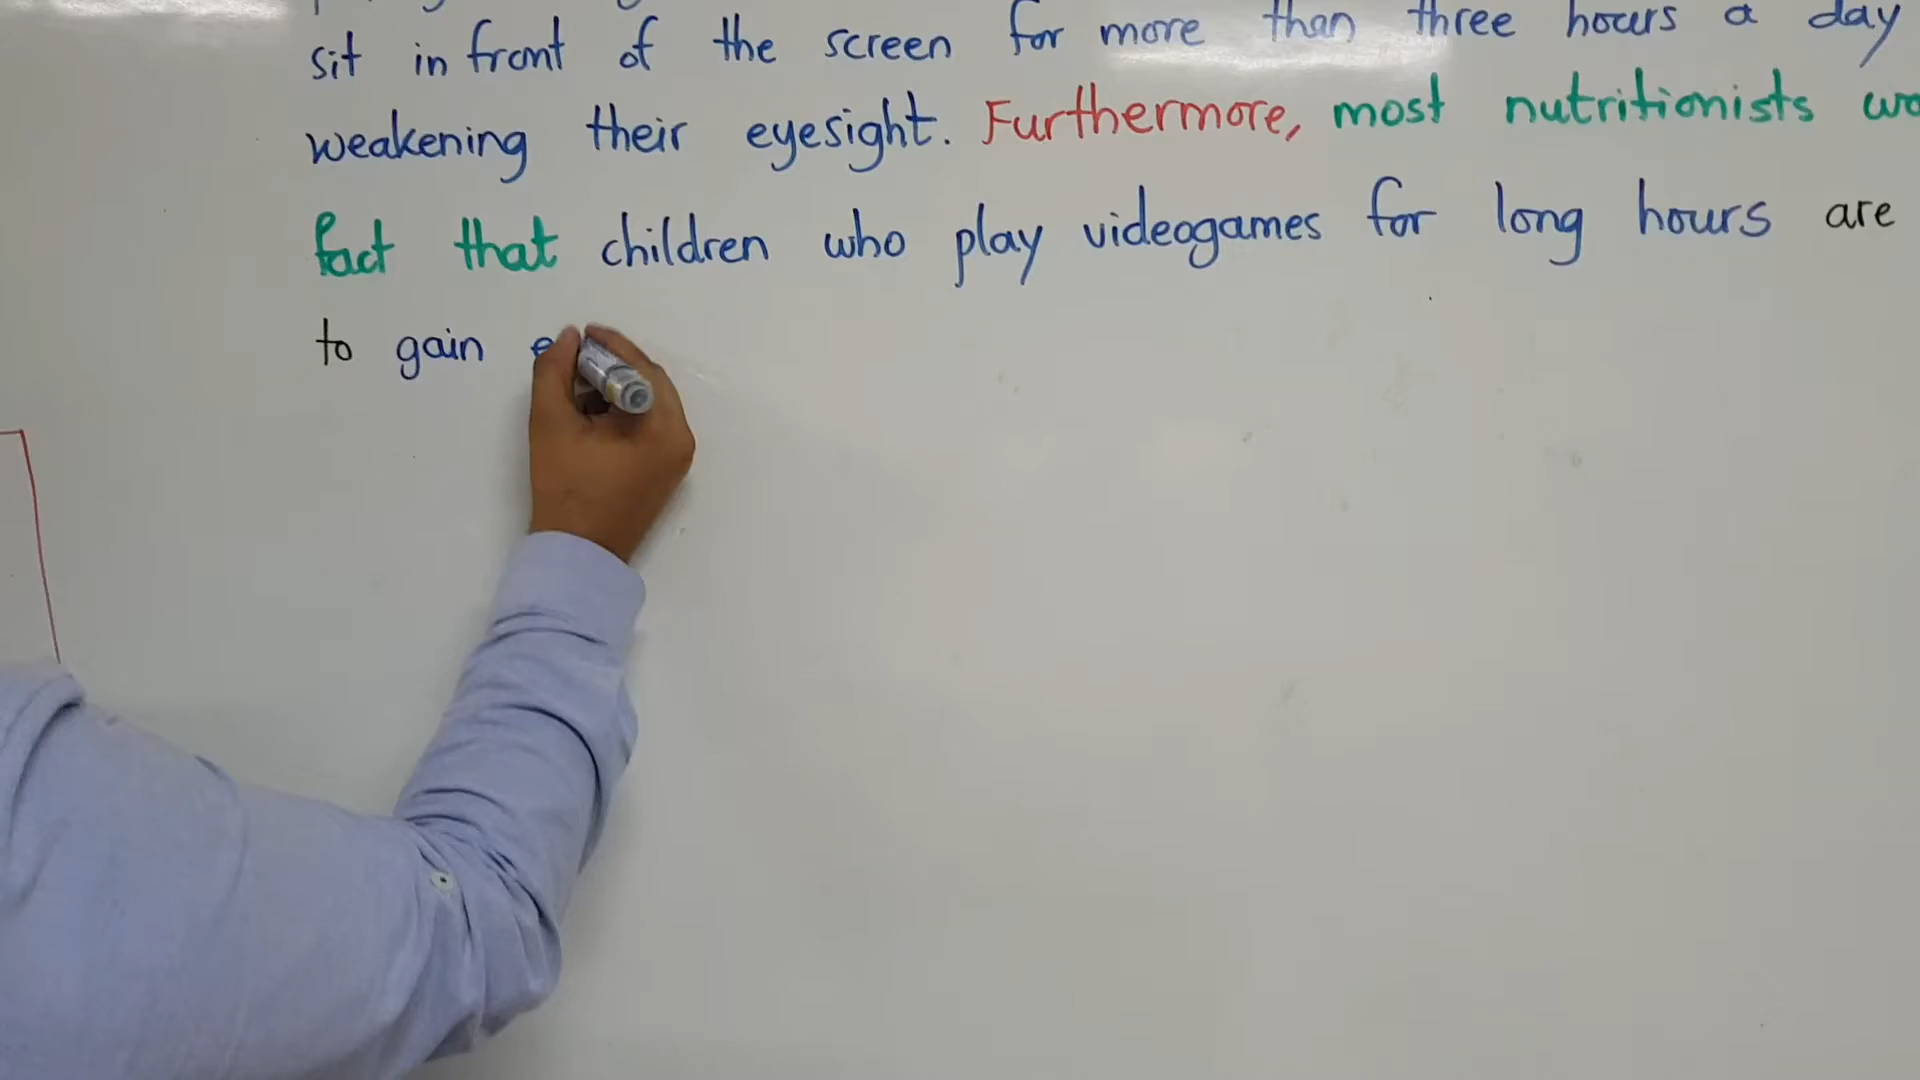 sit in front of the screen for more than three hours a day
weakening their eyesight. Furthermore, most nutritionists
fact that children who play videogames for long hours are
to gain